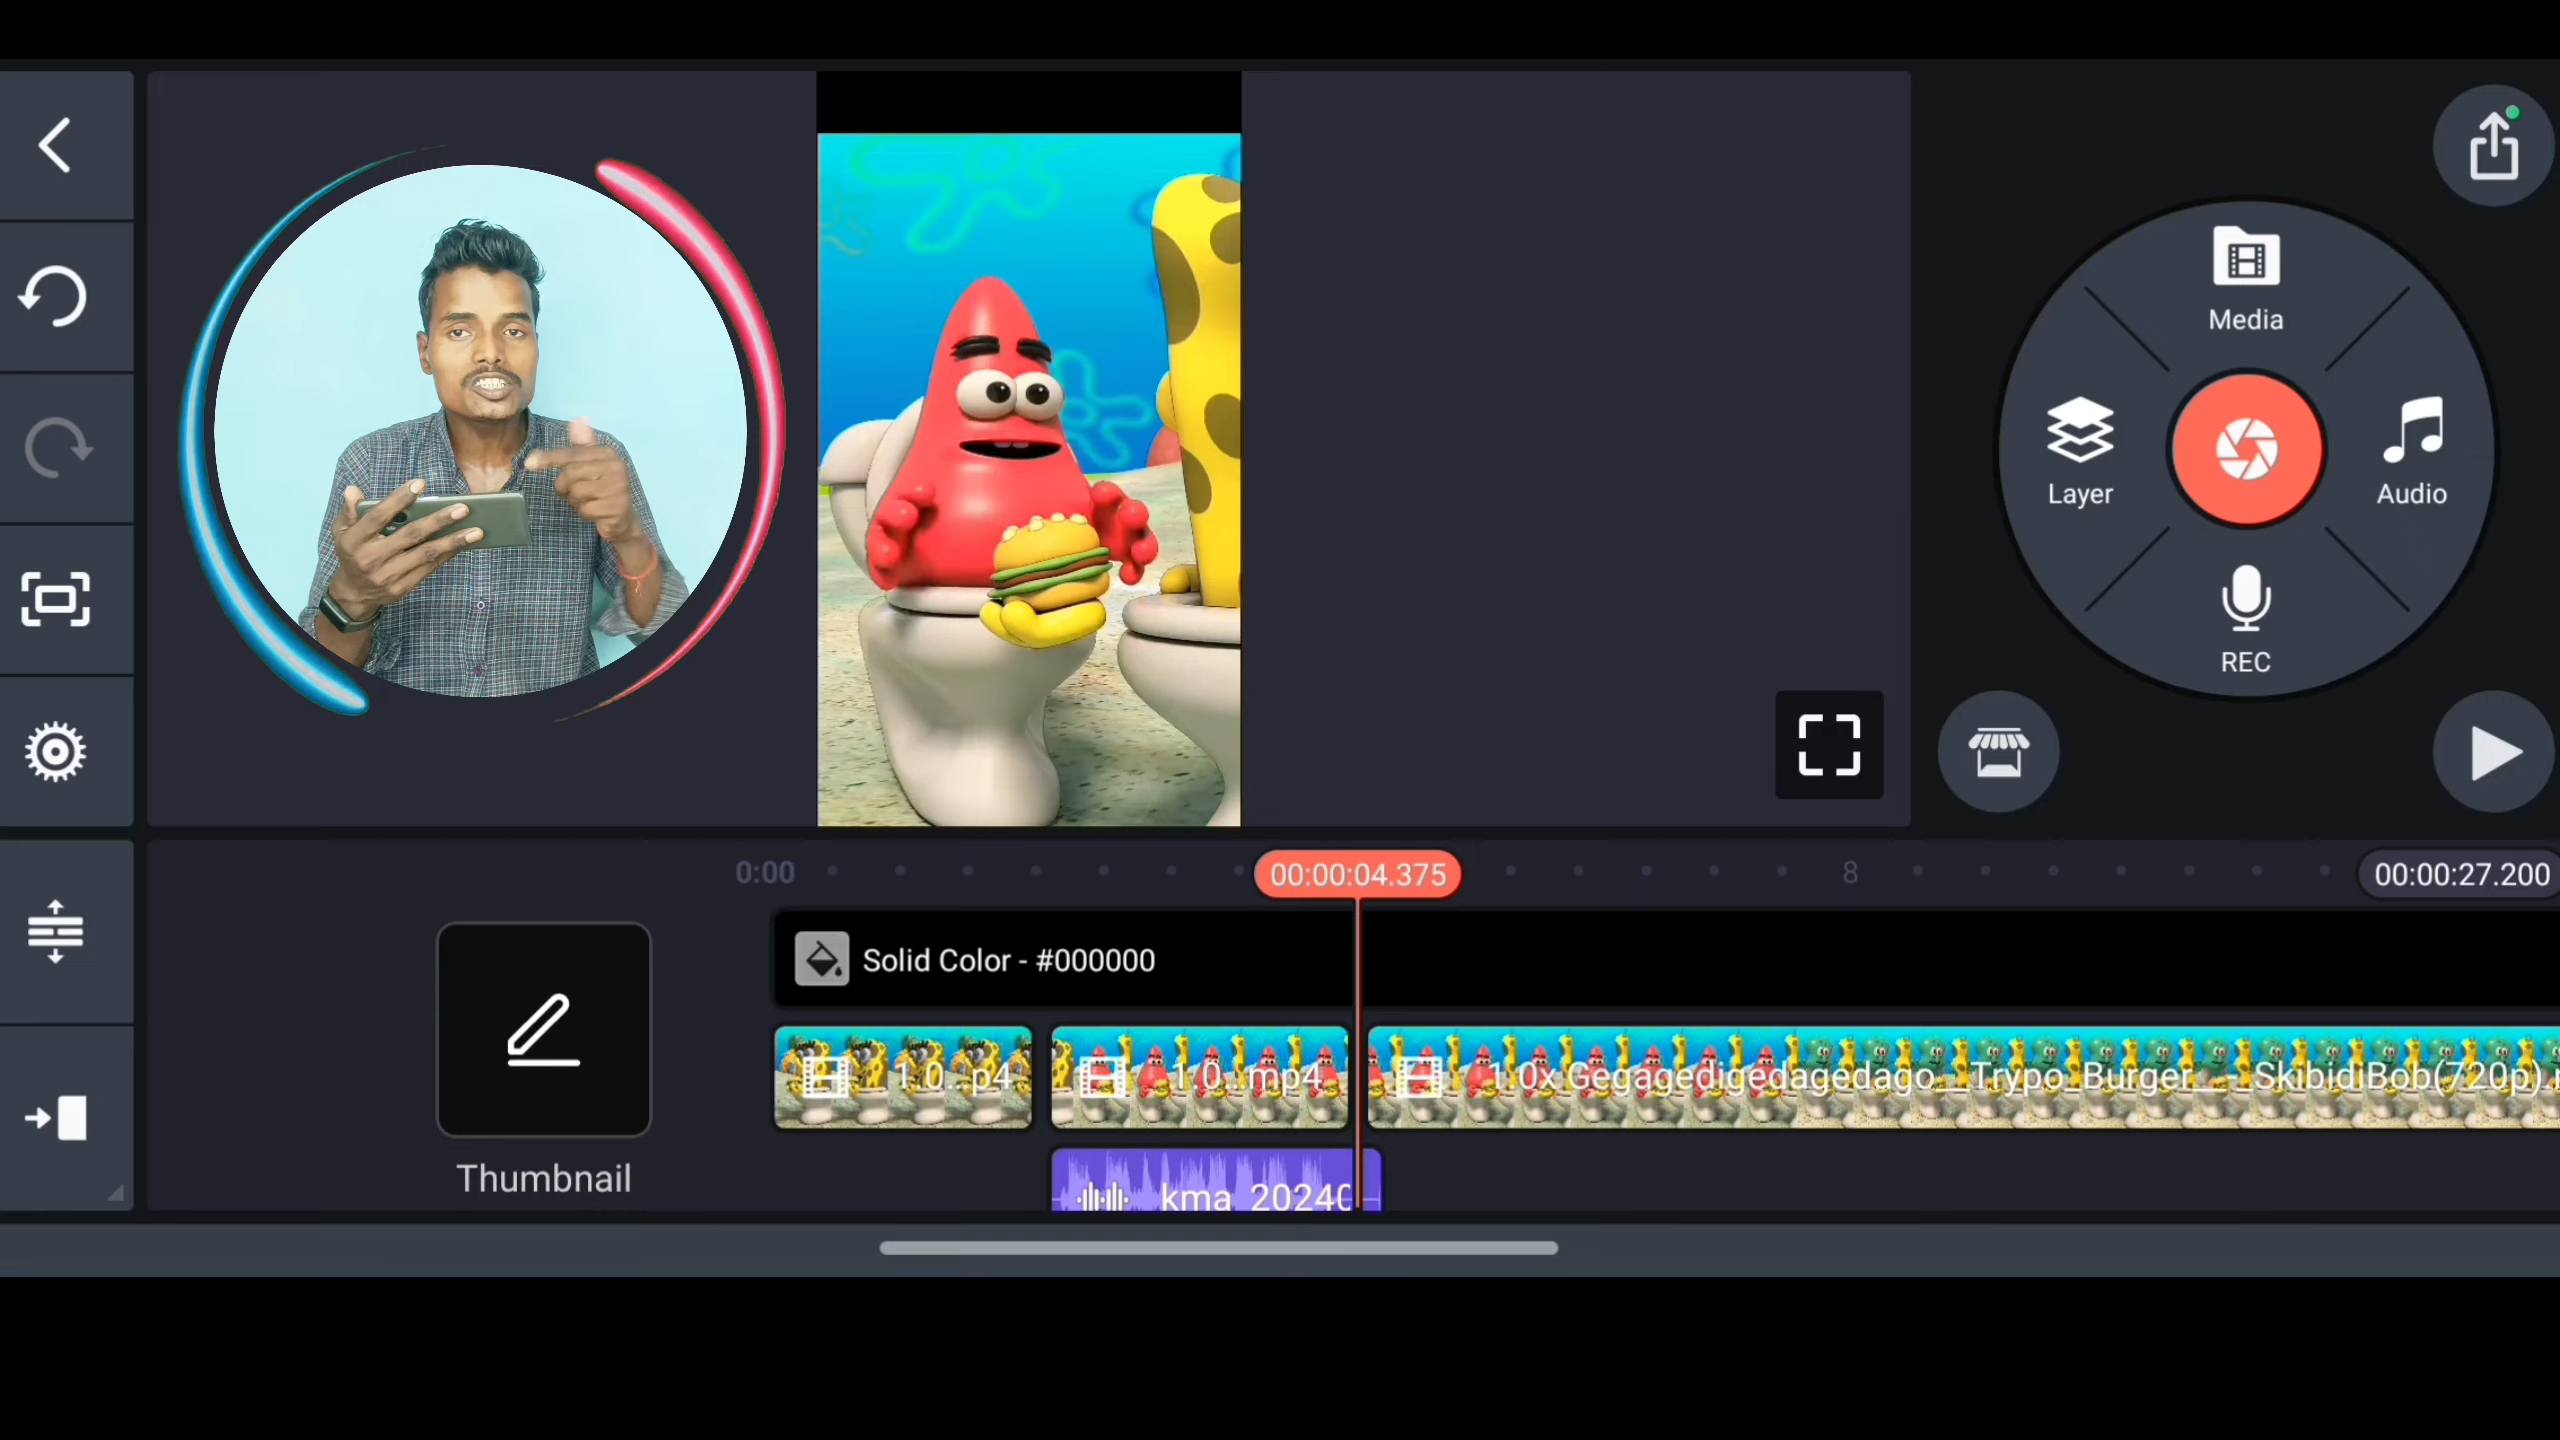 Media
Layer
Audio
REC
0:00
00:00:04.375
8
00:00:27.200
Solid Color - #000000
1.0...p4
1.0...mp4
1.0x Gegagedigedagedago__Trypo_Burger__-_SkibidiBob(720p).
Thumbnail
kma_2024